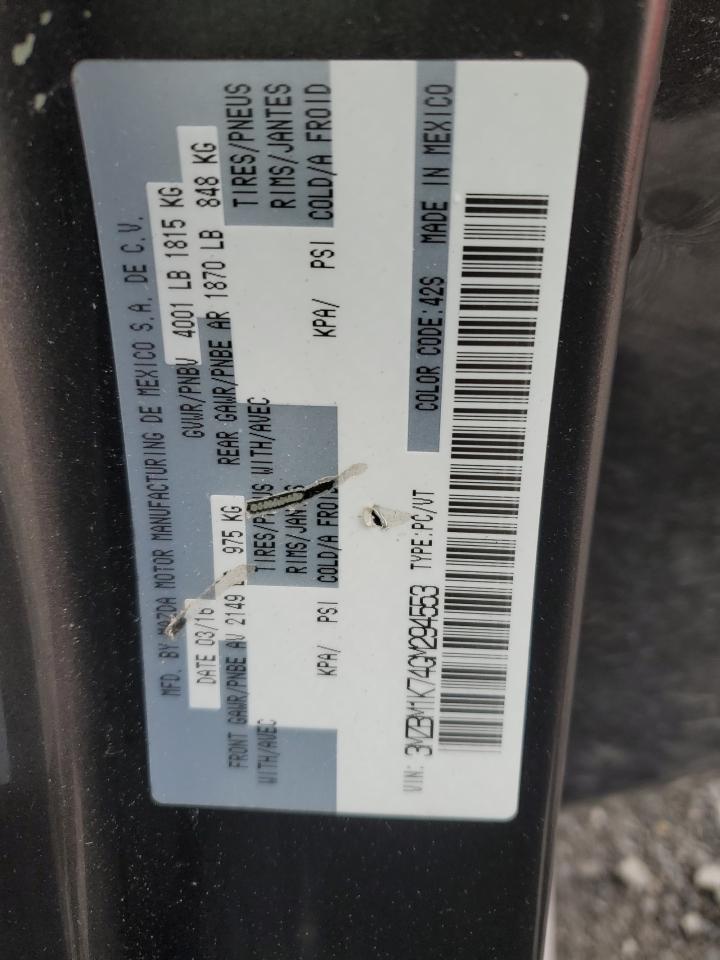 MFD. BY MAZDA MOTOR MANUFACTURING DE MEXICO S.A. DE C.V.
DATE 03/16 GVWR/PNBV 4001 LB 1815 KG
FRONT GAWR/PNBE AV 2149 975 KG REAR GAWR/PNBE AR 1870 LB 848 KG
WITH/AVEC TIRES/PNEUS WITH/AVEC TIRES/PNEUS
RIMS/JANTES RIMS/JANTES
KPA/ PSI COLD/A FROID KPA/ PSI COLD/A FROID
VIN: 3MZBM1K74GM294553 TYPE:PC/VT COLOR CODE:42S MADE IN MEXICO